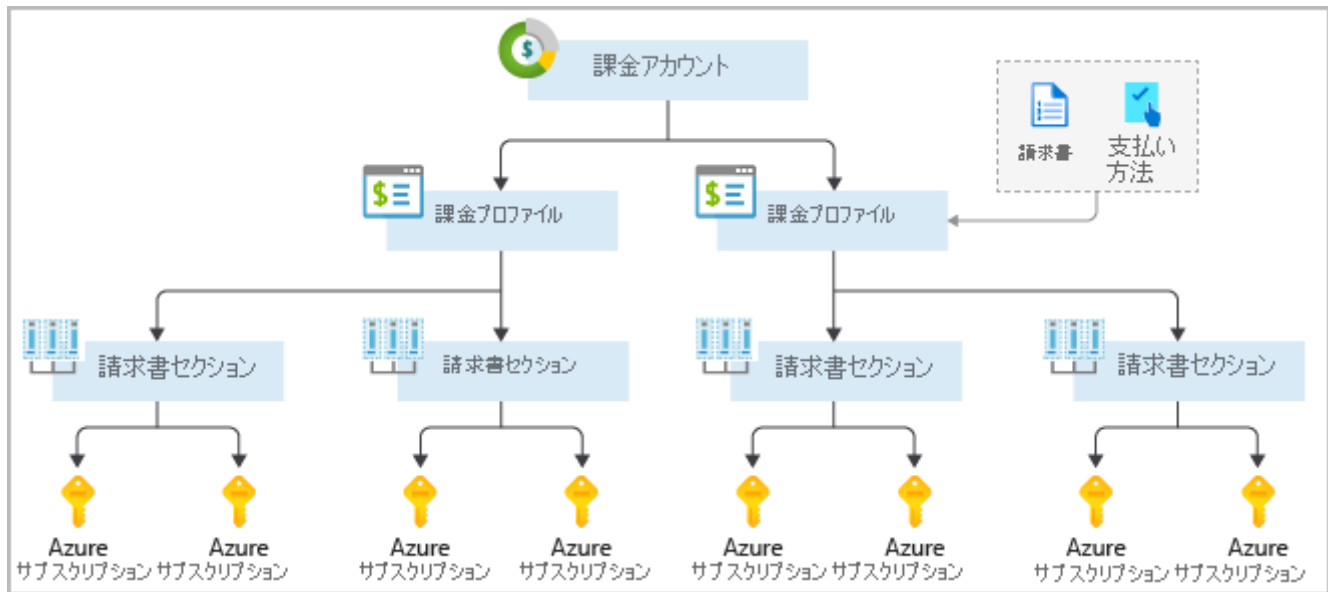 課金アカウント
請求書
支払い
方法
課金プロファイル
課金プロファイル
請求書セクション
請求書セクション
請求書セクション
請求書セクション
Azure
サブスクリプション
Azure
サブスクリプション
Azure
サブスクリプション
Azure
サブスクリプション
Azure
サブスクリプション
Azure
サブスクリプション
Azure
サブスクリプション
Azure
サブスクリプション